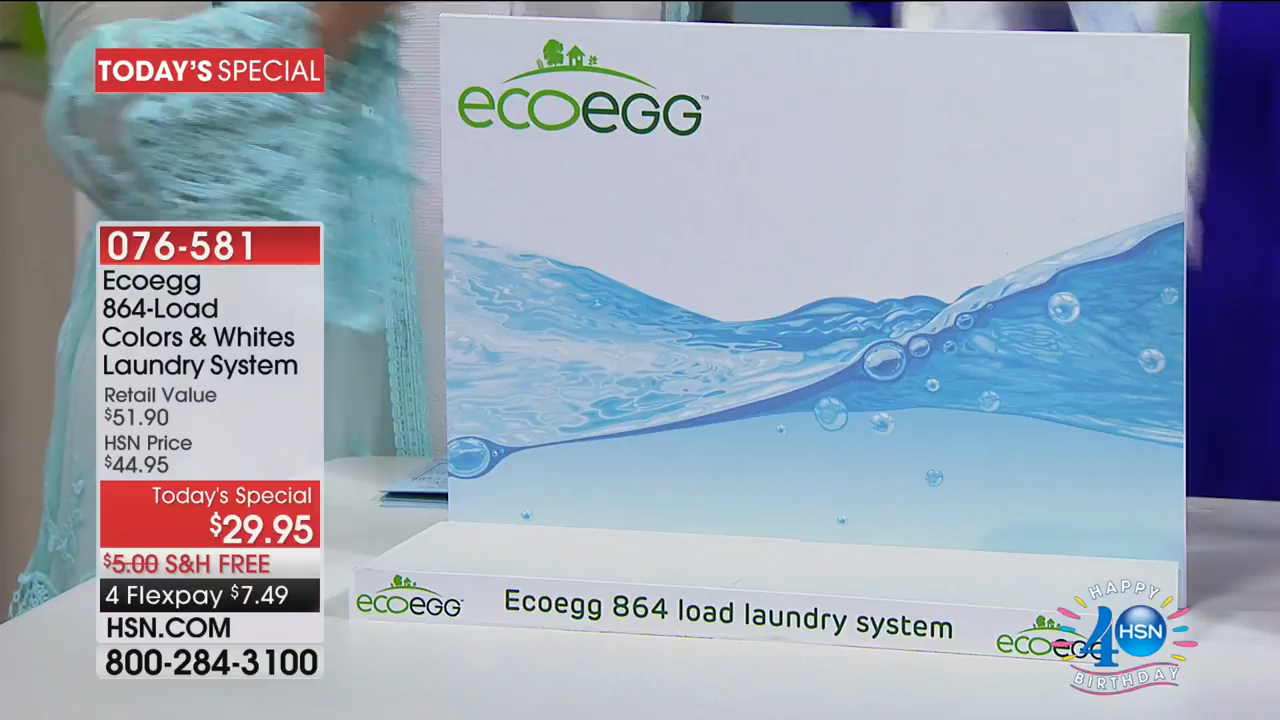 TODAY'S SPECIAL
ecoegg™
076-581
Ecoegg
864-Load
Colors & Whites
Laundry System
Retail Value
$51.90
HSN Price
$44.95
Today's Special
$29.95
$5.00 S&H FREE
4 Flexpay $7.49
HSN.COM
800-284-3100
ecoegg
Ecoegg 864 load laundry system
ecoegg
HAPPY
40
HSN
BIRTHDAY